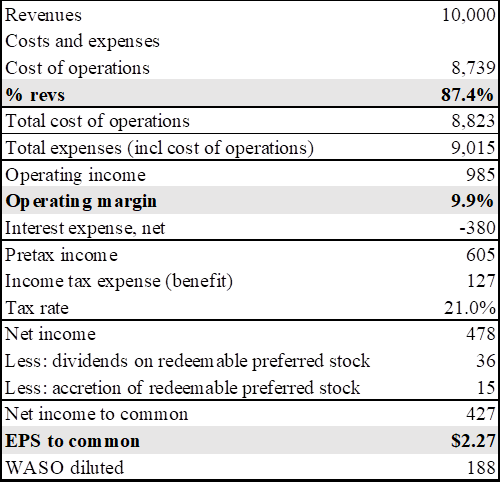 Revenues 10,000
Costs and expenses
Cost of operations 8,739
% revs 87.4%
Total cost of operations 8,823
Total expenses (incl cost of operations) 9,015
Operating income 985
Operating margin 9.9%
Interest expense, net -380
Pretax income 605
Income tax expense (benefit) 127
Tax rate 21.0%
Net income 478
Less: dividends on redeemable preferred stock 36
Less: accretion of redeemable preferred stock 15
Net income to common 427
EPS to common $2.27
WASO diluted 188